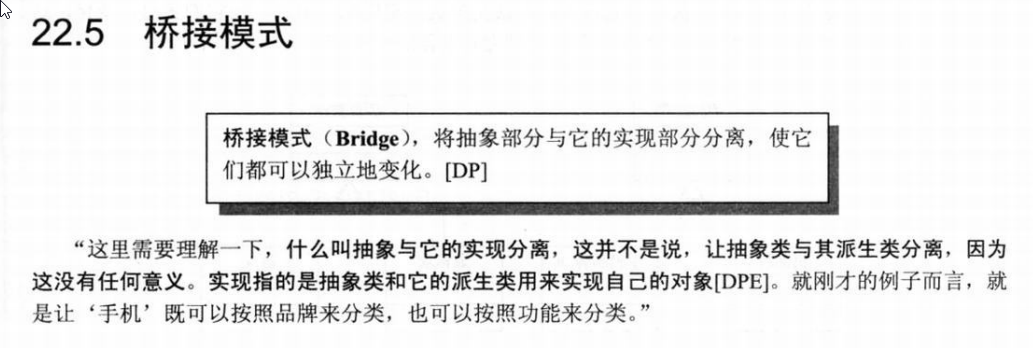 22.5 桥接模式
桥接模式（Bridge），将抽象部分与它的实现部分分离，使它
们都可以独立地变化。[DP]
“这里需要理解一下，什么叫抽象与它的实现分离，这并不是说，让抽象类与其派生类分离，因为
这没有任何意义。实现指的是抽象类和它的派生类用来实现自己的对象[DPE]。就刚才的例子而言，就
是让‘手机’既可以按照品牌来分类，也可以按照功能来分类。”